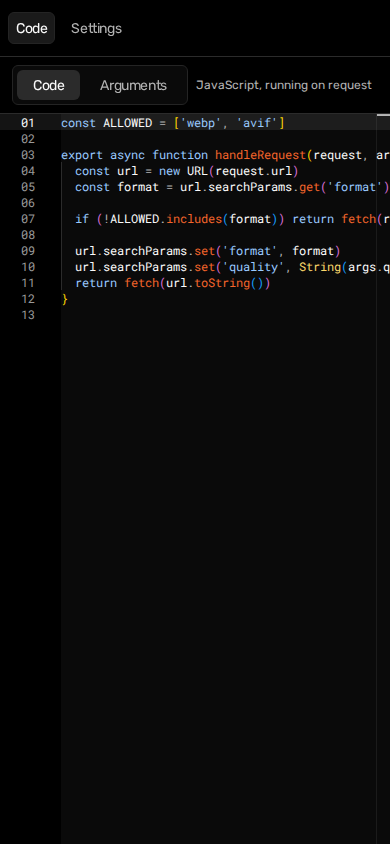 Code Settings
Code Arguments JavaScript, running on request
01 const ALLOWED = ['webp', 'avif']
02
03 export async function handleRequest(request, ar
04 const url = new URL(request.url)
05 const format = url.searchParams.get('format')
06
07 if (!ALLOWED.includes(format)) return fetch(r
08
09 url.searchParams.set('format', format)
10 url.searchParams.set('quality', String(args.q
11 return fetch(url.toString())
12 }
13